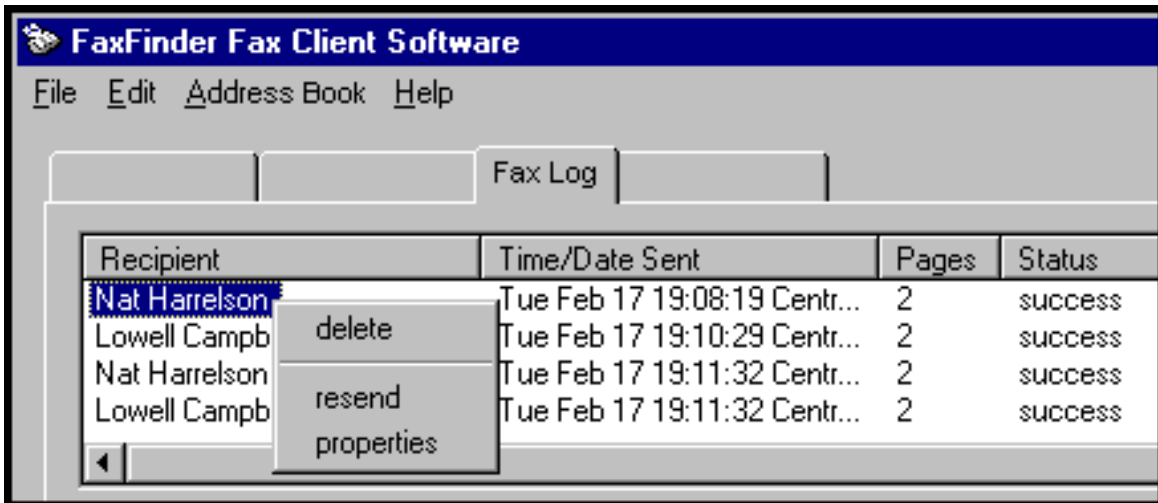 FaxFinder Fax Client Software
File Edit Address Book Help
Fax Log
Recipient Time/Date Sent Pages Status
Nat Harrelson Tue Feb 17 19:08:19 Centr... 2 success
delete
Lowell Campb Tue Feb 17 19:10:29 Centr... 2 success
Nat Harrelson Tue Feb 17 19:11:32 Centr... 2 success
resend
Lowell Campb Tue Feb 17 19:11:32 Centr... 2 success
properties